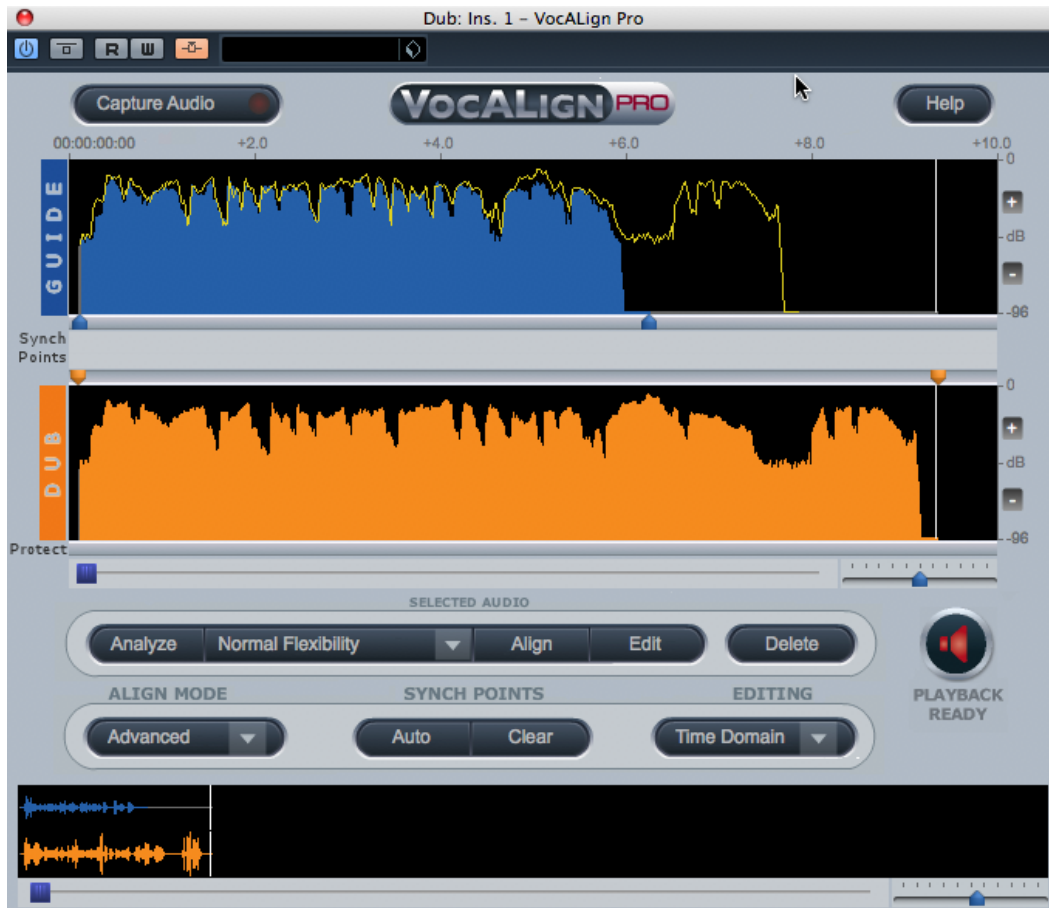 Dub: Ins. 1 - VocALign Pro
R W
Capture Audio
VOCALIGN PRO
Help
00:00:00:00 +2.0 +4.0 +6.0 +8.0 +10.0
GUIDE
0
+
dB
-
-96
Synch
Points
DUB
0
+
dB
-
-96
Protect
SELECTED AUDIO
Analyze Normal Flexibility Align Edit Delete
ALIGN MODE SYNCH POINTS EDITING
PLAYBACK
READY
Advanced Auto Clear Time Domain